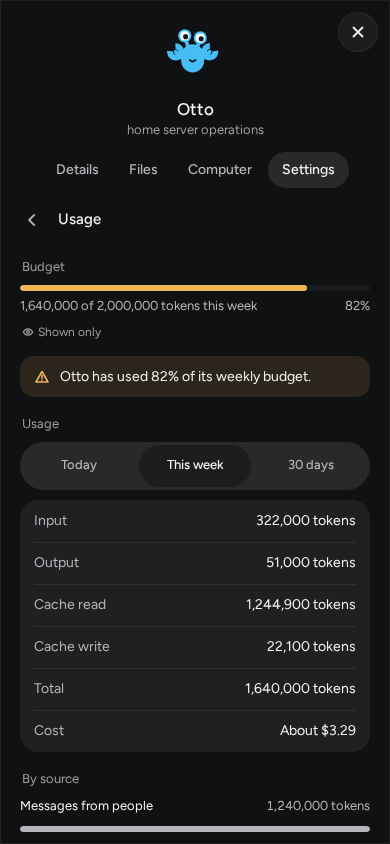 Otto
home server operations
Details Files Computer Settings
Usage
Budget
1,640,000 of 2,000,000 tokens this week 82%
Shown only
Otto has used 82% of its weekly budget.
Usage
Today This week 30 days
Input 322,000 tokens
Output 51,000 tokens
Cache read 1,244,900 tokens
Cache write 22,100 tokens
Total 1,640,000 tokens
Cost About $3.29
By source
Messages from people 1,240,000 tokens